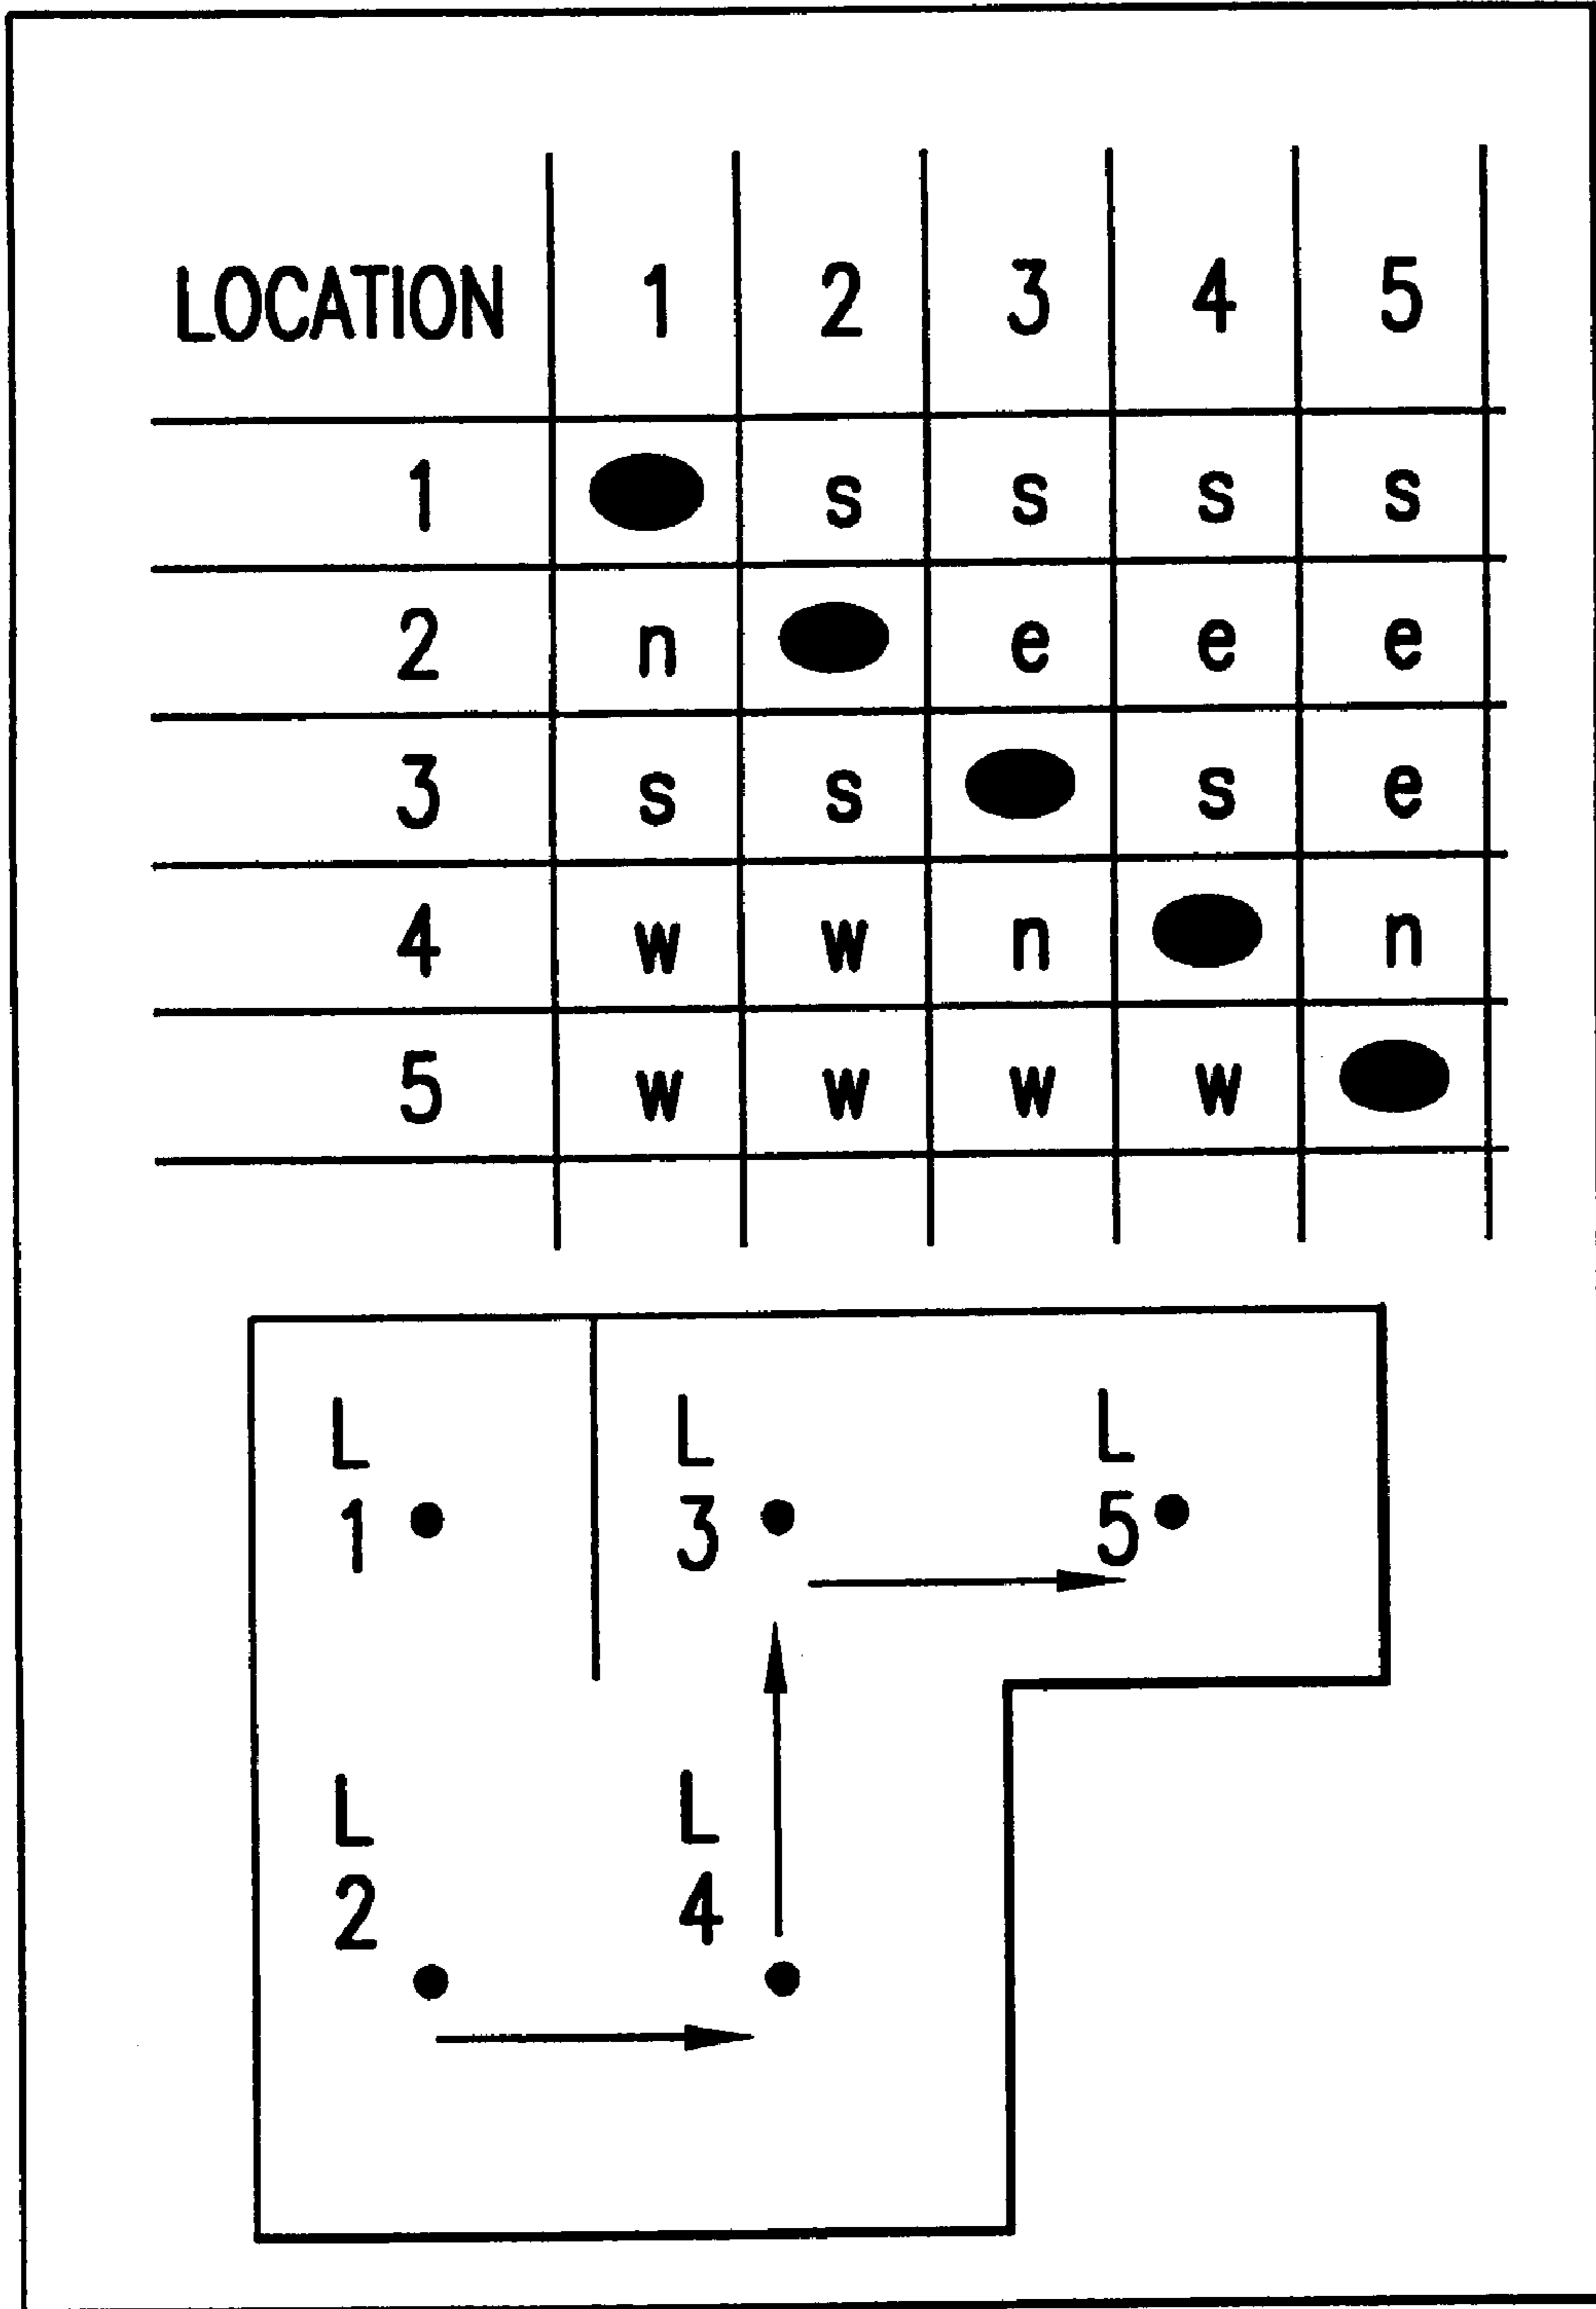 LOCATION 1 2 3 4 5
1 s s s s
2 n e e e
3 s s s e
4 w w n n
5 w w w w
L L L
1 3 5
L L
2 4